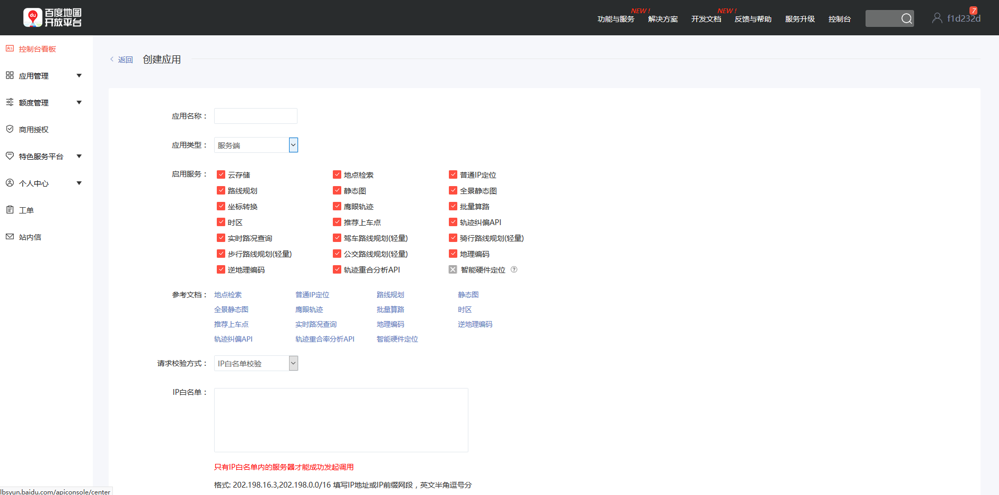 百度地图
开放平台
功能与服务 NEW ! 解决方案 开发文档 NEW ! 反馈与帮助 服务升级 控制台 f1d232d 7
控制台看板
应用管理
额度管理
商用授权
特色服务平台
个人中心
工单
站内信
返回 创建应用
应用名称：
应用类型： 服务端
启用服务： 云存储 地点检索 普通IP定位
路线规划 静态图 全景静态图
坐标转换 鹰眼轨迹 批量算路
时区 推荐上车点 轨迹纠偏API
实时路况查询 驾车路线规划(轻量) 骑行路线规划(轻量)
步行路线规划(轻量) 公交路线规划(轻量) 地理编码
逆地理编码 轨迹重合分析API 智能硬件定位 ?
参考文档： 地点检索 普通IP定位 路线规划 静态图
全景静态图 鹰眼轨迹 批量算路 时区
推荐上车点 实时路况查询 地理编码 逆地理编码
轨迹纠偏API 轨迹重合率分析API 智能硬件定位
请求校验方式： IP白名单校验
IP白名单：
只有IP白名单内的服务器才能成功发起调用
格式: 202.198.16.3,202.198.0.0/16 填写IP地址或IP前缀网段，英文半角逗号分
lbsyun.baidu.com/apiconsole/center